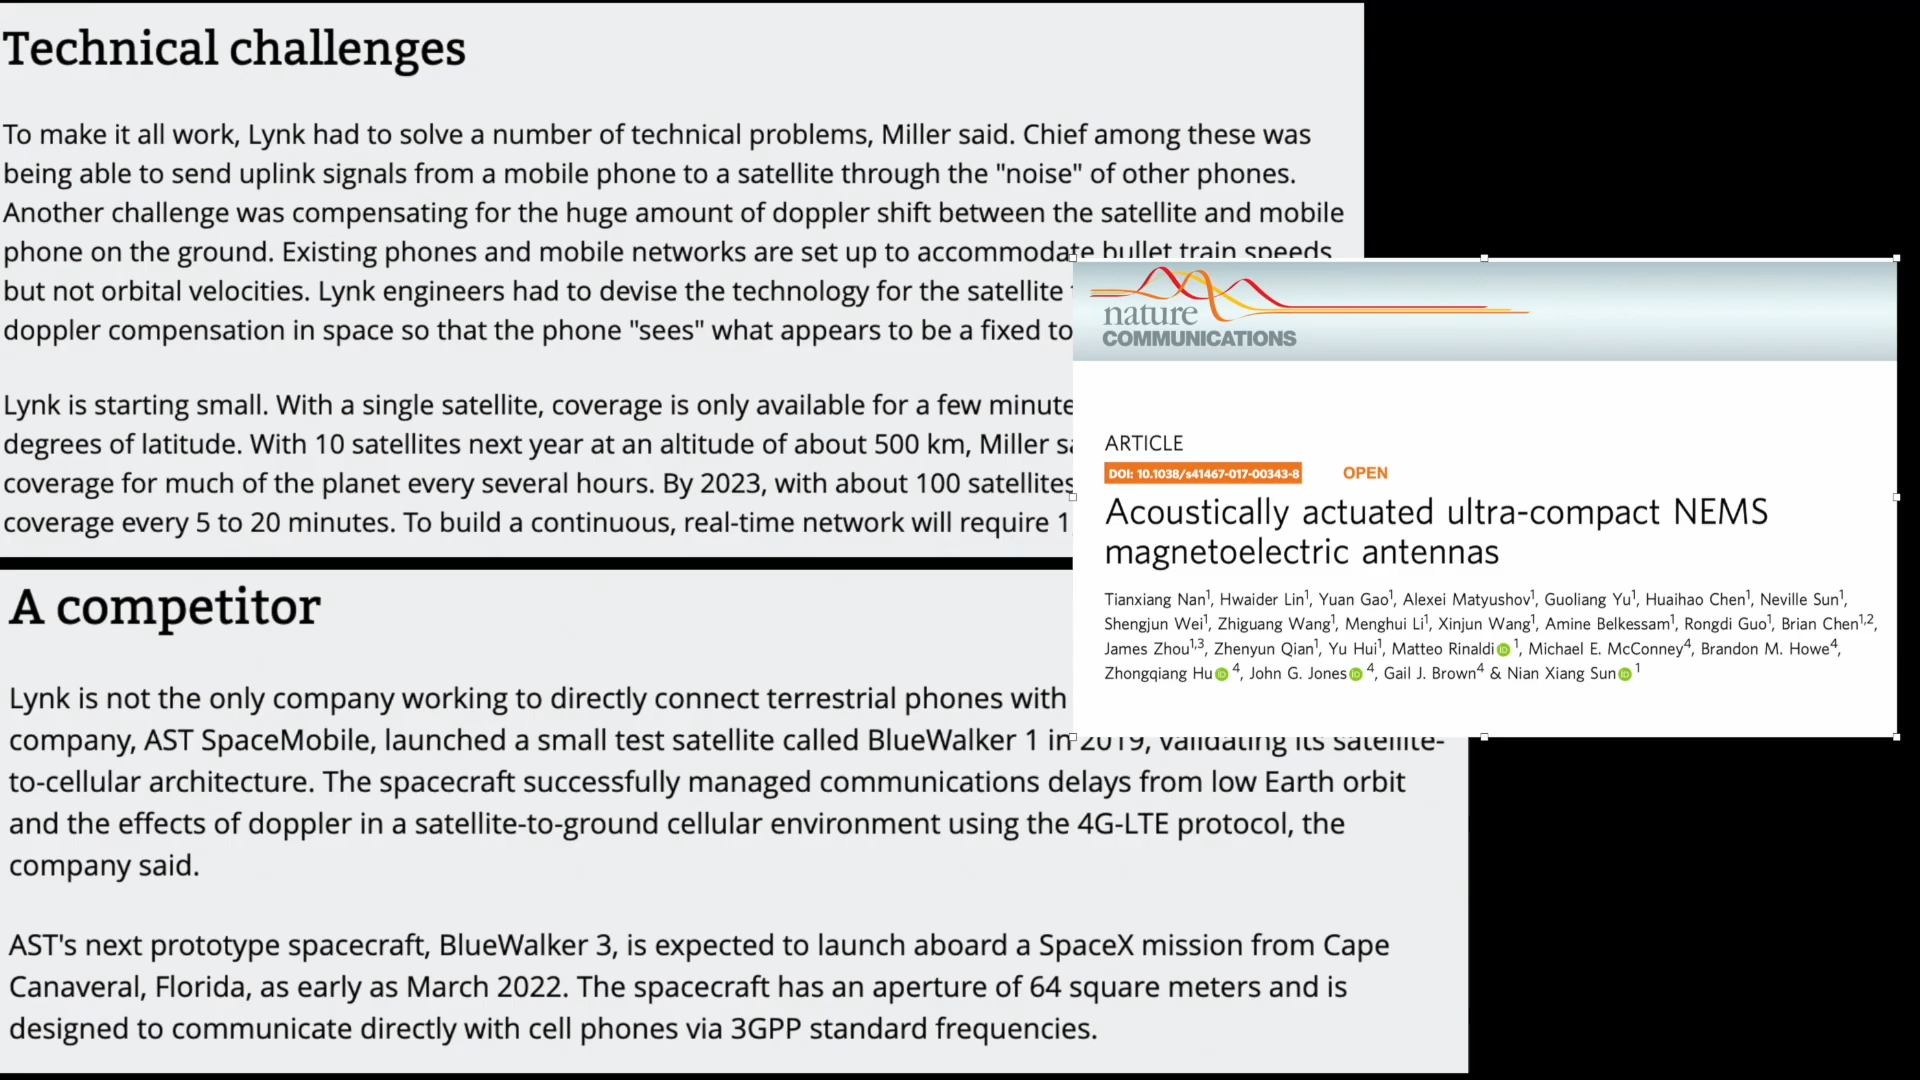 Technical challenges
To make it all work, Lynk had to solve a number of technical problems, Miller said. Chief among these was
being able to send uplink signals from a mobile phone to a satellite through the "noise" of other phones.
Another challenge was compensating for the huge amount of doppler shift between the satellite and mobile
phone on the ground. Existing phones and mobile networks are set up to accommodate bullet train speeds
but not orbital velocities. Lynk engineers had to devise the technology for the satellite
doppler compensation in space so that the phone "sees" what appears to be a fixed
Lynk is starting small. With a single satellite, coverage is only available for a few
degrees of latitude. With 10 satellites next year at an altitude of about 500 km, Miller
coverage for much of the planet every several hours. By 2023, with about 100 satellites
coverage every 5 to 20 minutes. To build a continuous, real-time network will require
A competitor
Lynk is not the only company working to directly connect terrestrial phones with
company, AST SpaceMobile, launched a small test satellite called BlueWalker 1 in 2019, validating its satellite-
to-cellular architecture. The spacecraft successfully managed communications delays from low Earth orbit
and the effects of doppler in a satellite-to-ground cellular environment using the 4G-LTE protocol, the
company said.
AST's next prototype spacecraft, BlueWalker 3, is expected to launch aboard a SpaceX mission from Cape
Canaveral, Florida, as early as March 2022. The spacecraft has an aperture of 64 square meters and is
designed to communicate directly with cell phones via 3GPP standard frequencies.
nature
COMMUNICATIONS
ARTICLE
DOI: 10.1038/s41467-017-00343-8 OPEN
Acoustically actuated ultra-compact NEMS
magnetoelectric antennas
Tianxiang Nan1, Hwaider Lin1, Yuan Gao1, Alexei Matyushov1, Guoliang Yu1, Huaihao Chen1, Neville Sun1,
Shengjun Wei1, Zhiguang Wang1, Menghui Li1, Xinjun Wang1, Amine Belkessam1, Rongdi Guo1, Brian Chen1,2,
James Zhou1,3, Zhenyun Qian1, Yu Hui1, Matteo Rinaldi iD 1, Michael E. McConney4, Brandon M. Howe4,
Zhongqiang Hu iD 4, John G. Jones iD 4, Gail J. Brown4 & Nian Xiang Sun iD 1